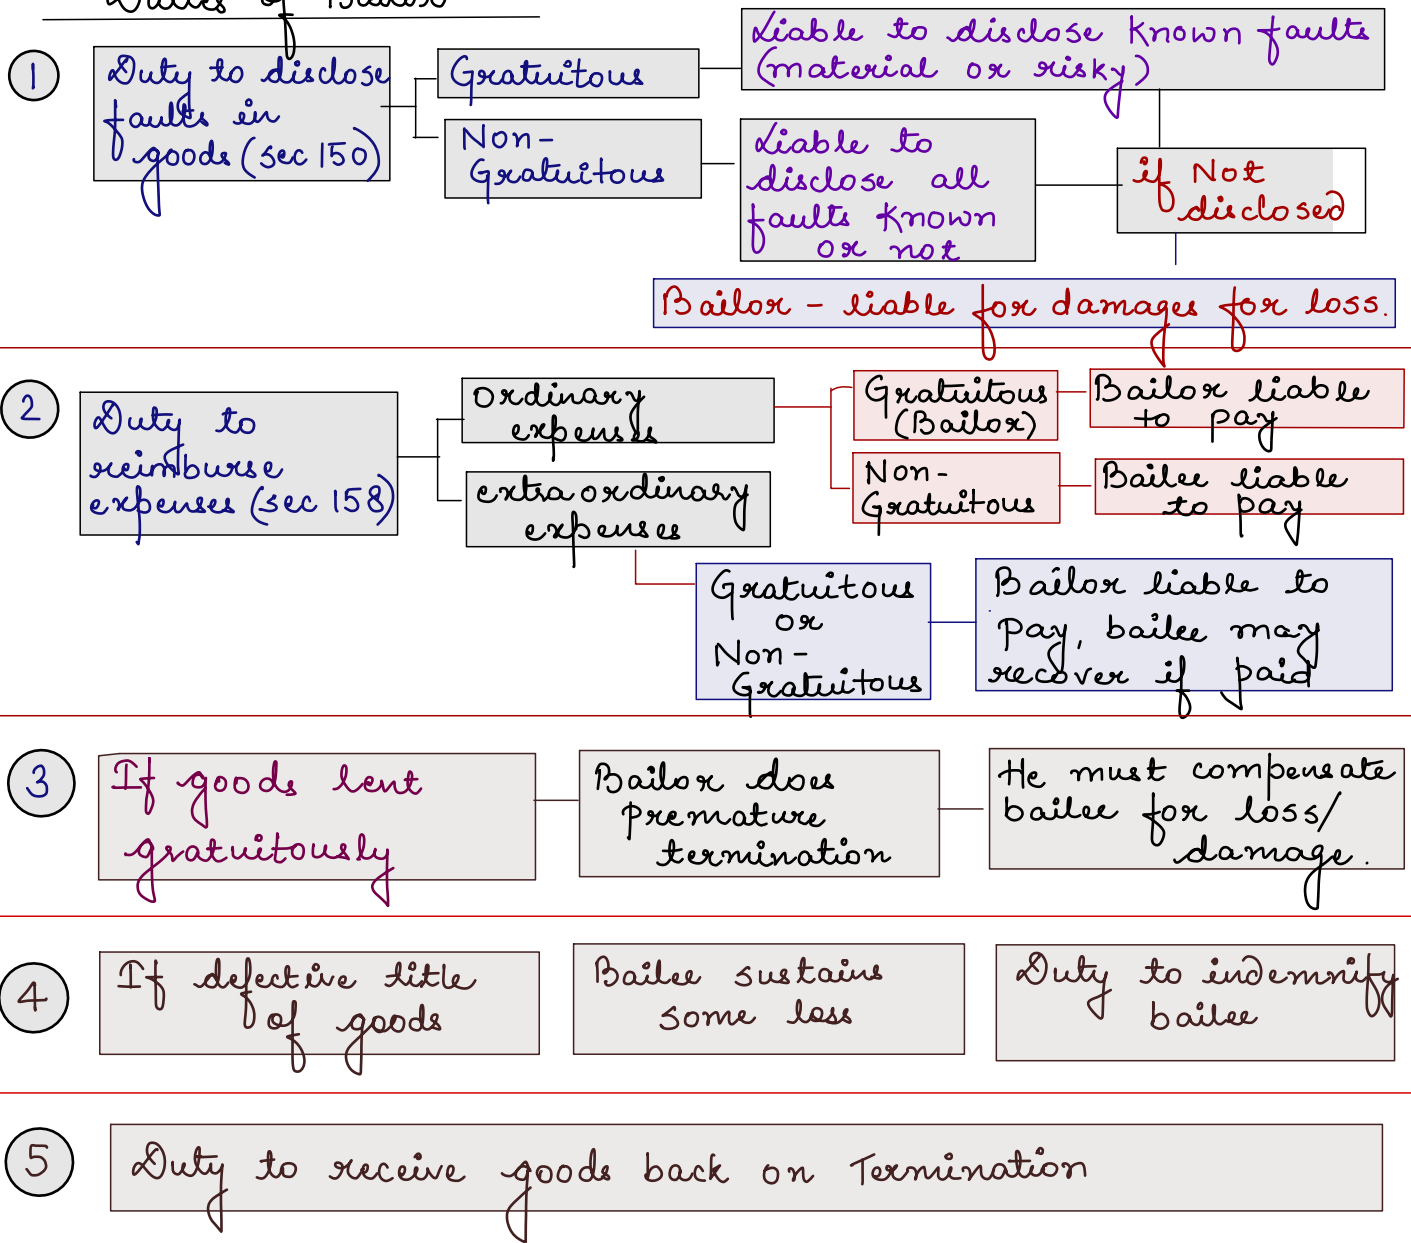 Duties of Bailor
1
Duty to disclose
faults in
goods (sec 150)
Gratuitous
Liable to disclose known faults
(material or risky)
Non-
Gratuitous
Liable to
disclose all
faults known
or not
if Not
disclosed
Bailor - liable for damages for loss.
2
Duty to
reimburse
expenses (sec 158)
Ordinary
expenses
Gratuitous
(Bailor)
Bailor liable
to pay
Non-
Gratuitous
Bailee liable
to pay
extra ordinary
expenses
Gratuitous
or
Non-
Gratuitous
Bailor liable to
pay, bailee may
recover if paid
3
If goods lent
gratuitously
Bailor does
premature
termination
He must compensate
bailee for loss/
damage.
4
If defective title
of goods
Bailee sustains
some loss
Duty to indemnify
bailee
5
Duty to receive goods back on Termination